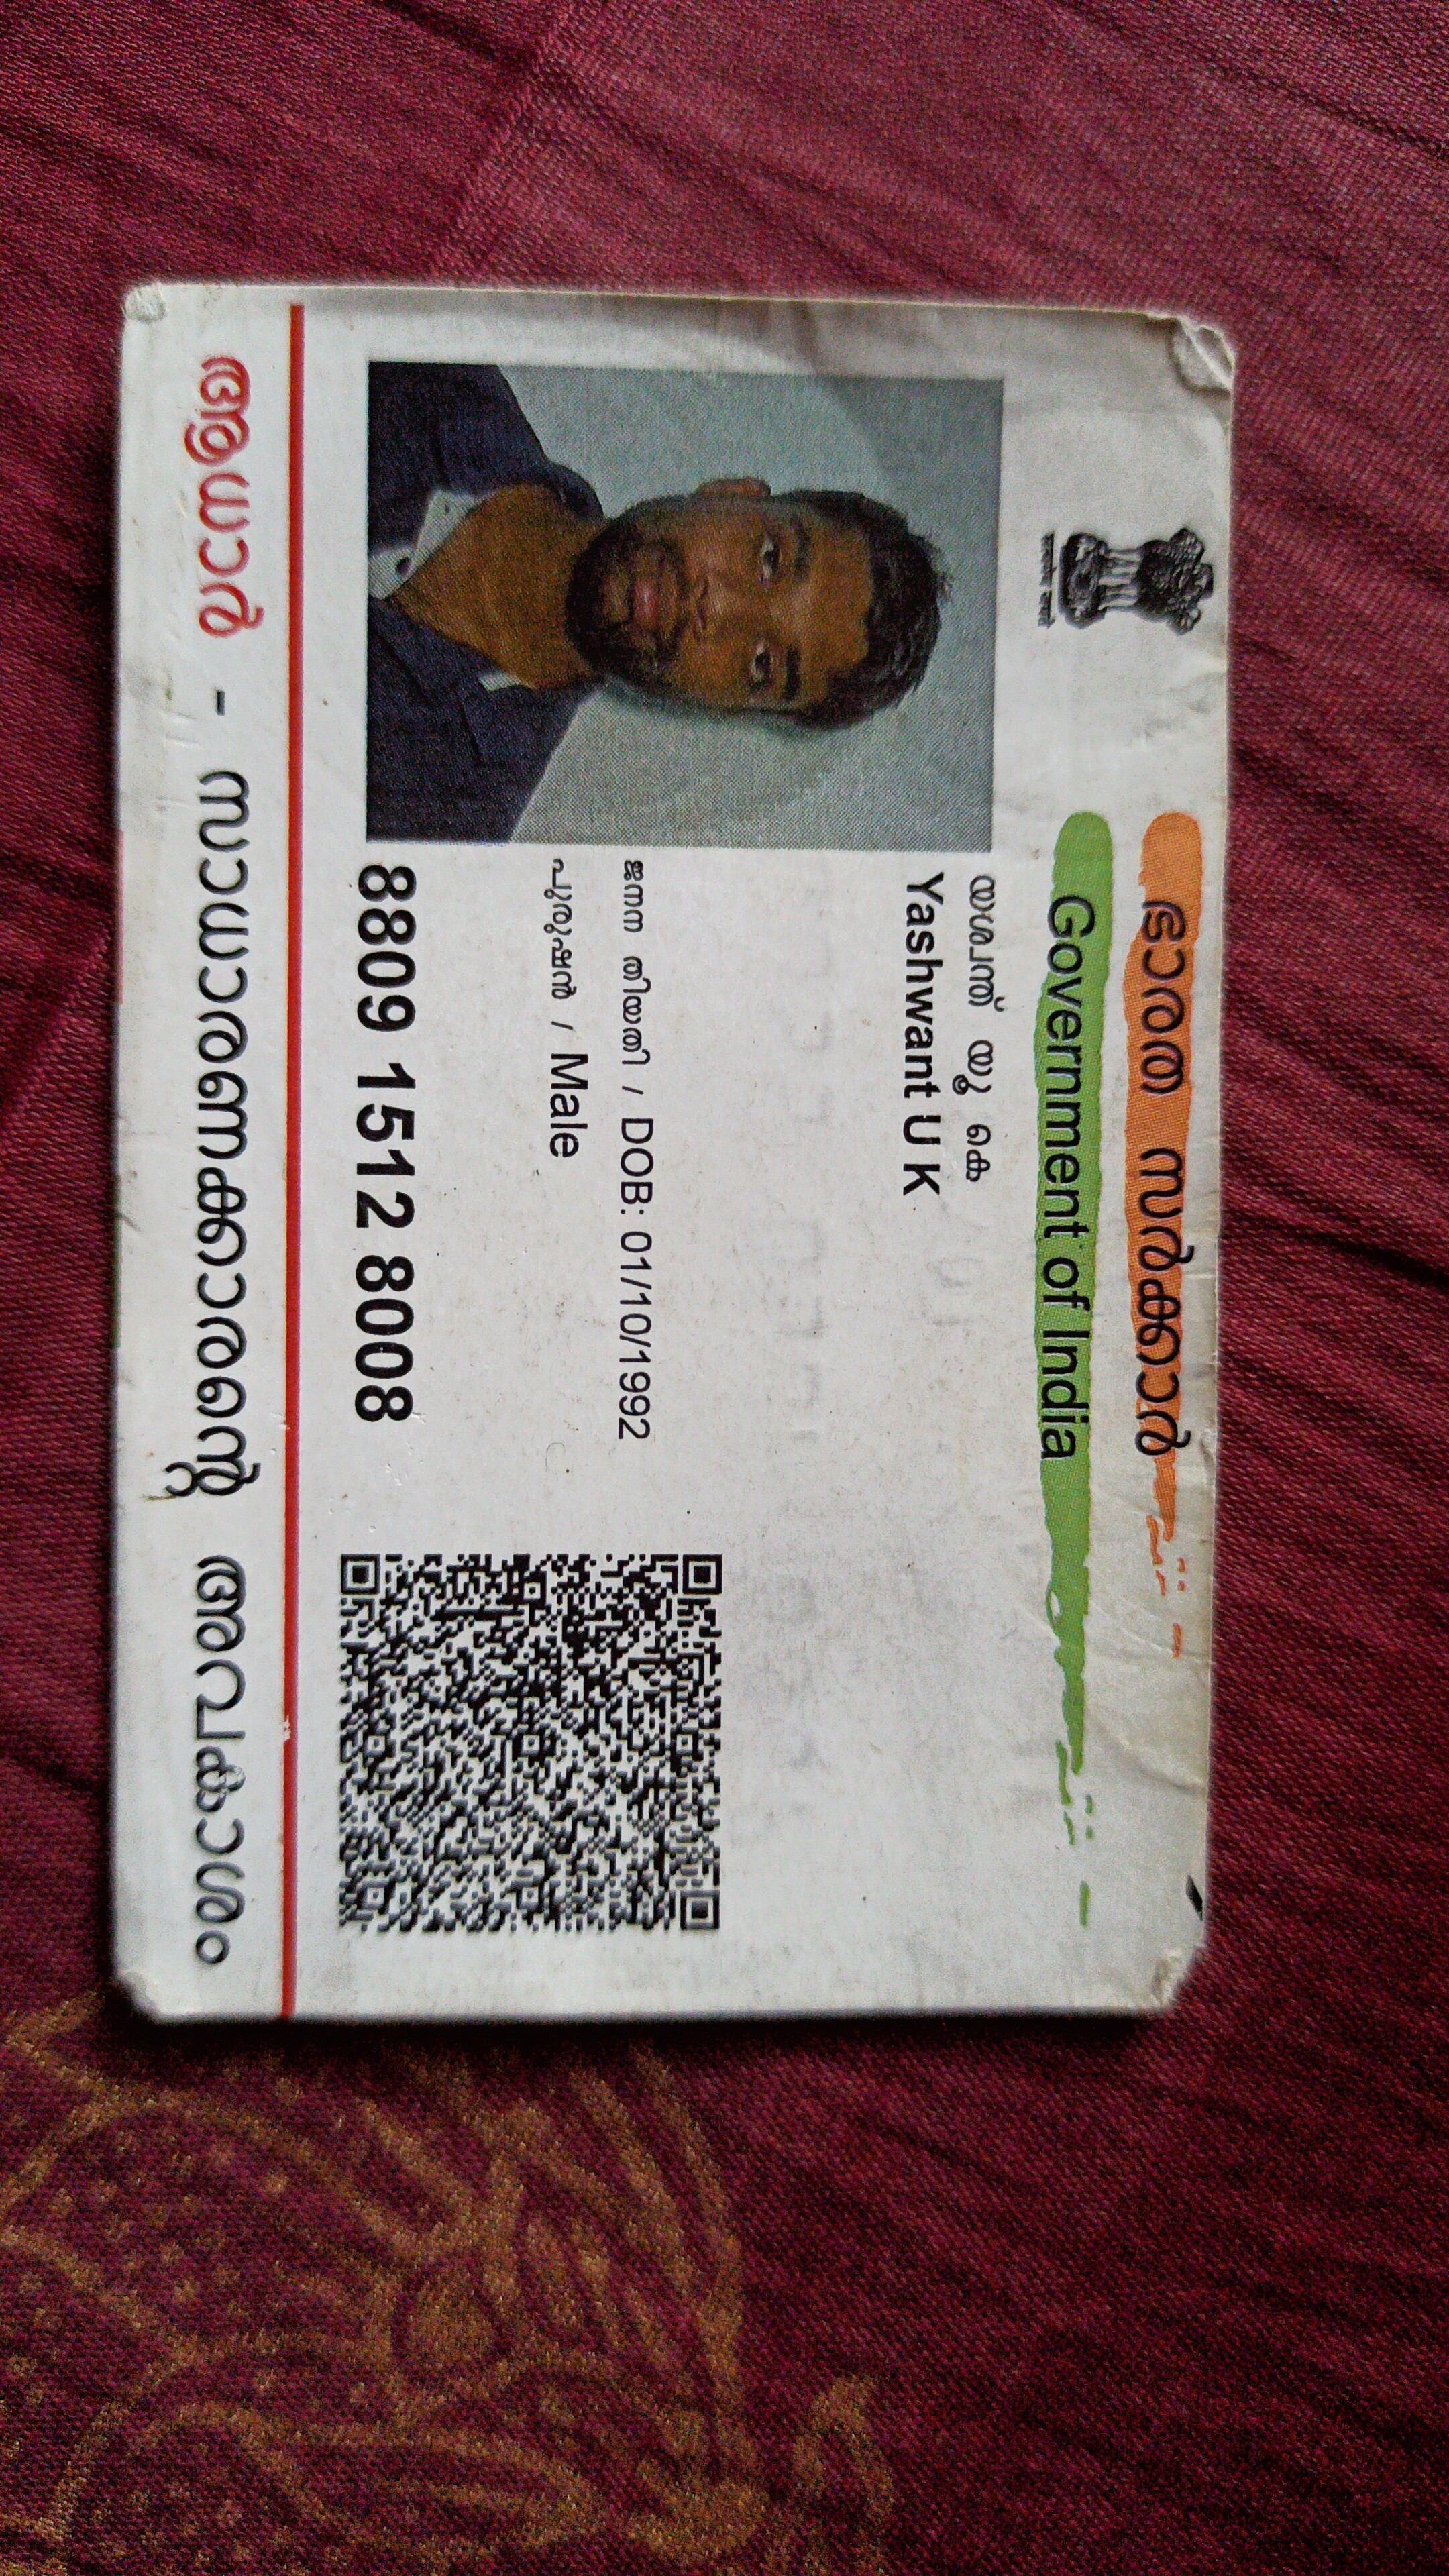 ഭാരത സർക്കാർ
Government of India
യശ്വന്ത് യു കെ
Yashwant U K
ജനന തിയതി / DOB: 01/10/1992
പുരുഷൻ / Male
8809 1512 8008
ആധാർ - സാധാരണക്കാരന്റെ അവകാശം